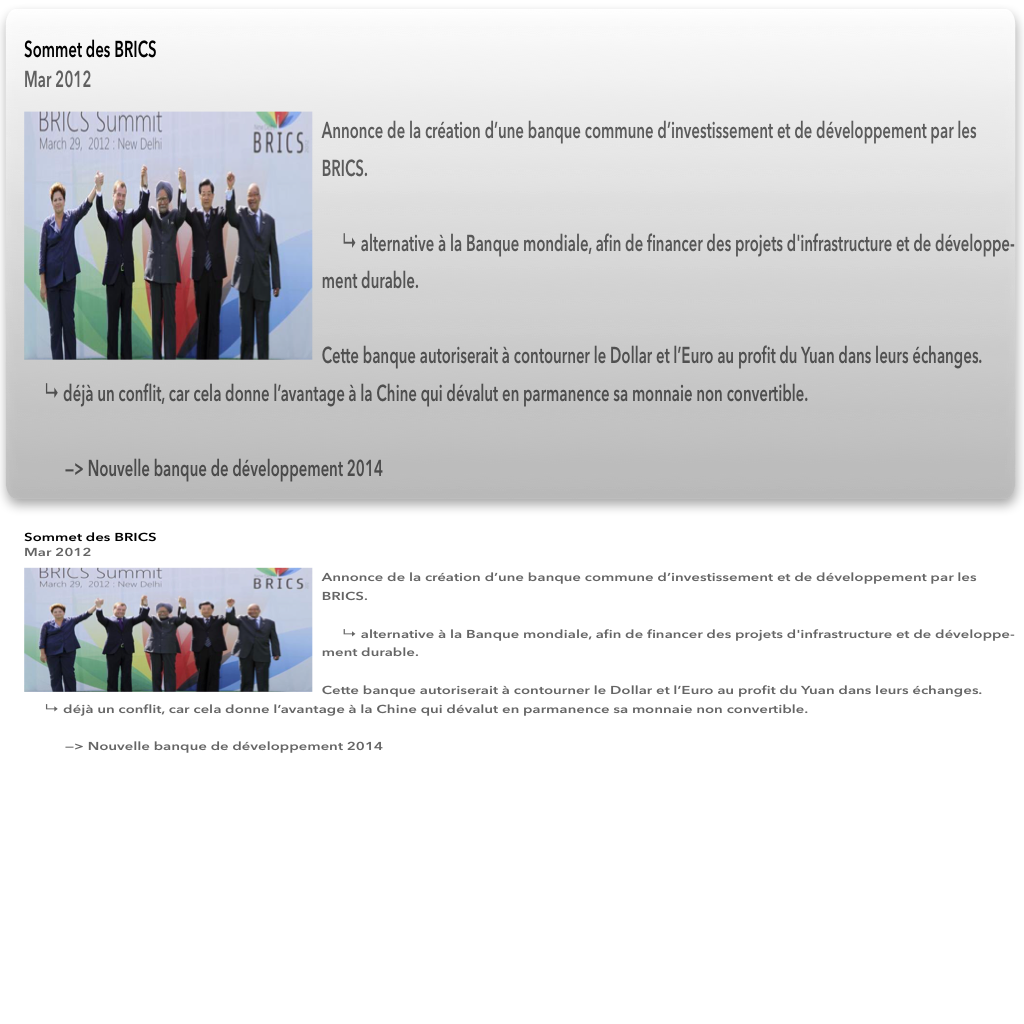 Sommet des BRICS
Mar 2012
BRICS Summit
March 29, 2012 : New Delhi
BRICS
Annonce de la création d’une banque commune d’investissement et de développement par les
BRICS.
↳ alternative à la Banque mondiale, afin de financer des projets d'infrastructure et de développe-
ment durable.
Cette banque autoriserait à contourner le Dollar et l’Euro au profit du Yuan dans leurs échanges.
↳ déjà un conflit, car cela donne l’avantage à la Chine qui dévalut en parmanence sa monnaie non convertible.
—> Nouvelle banque de développement 2014
Sommet des BRICS
Mar 2012
BRICS Summit
March 29, 2012 : New Delhi
BRICS
Annonce de la création d’une banque commune d’investissement et de développement par les
BRICS.
↳ alternative à la Banque mondiale, afin de financer des projets d'infrastructure et de développe-
ment durable.
Cette banque autoriserait à contourner le Dollar et l’Euro au profit du Yuan dans leurs échanges.
↳ déjà un conflit, car cela donne l’avantage à la Chine qui dévalut en parmanence sa monnaie non convertible.
—> Nouvelle banque de développement 2014